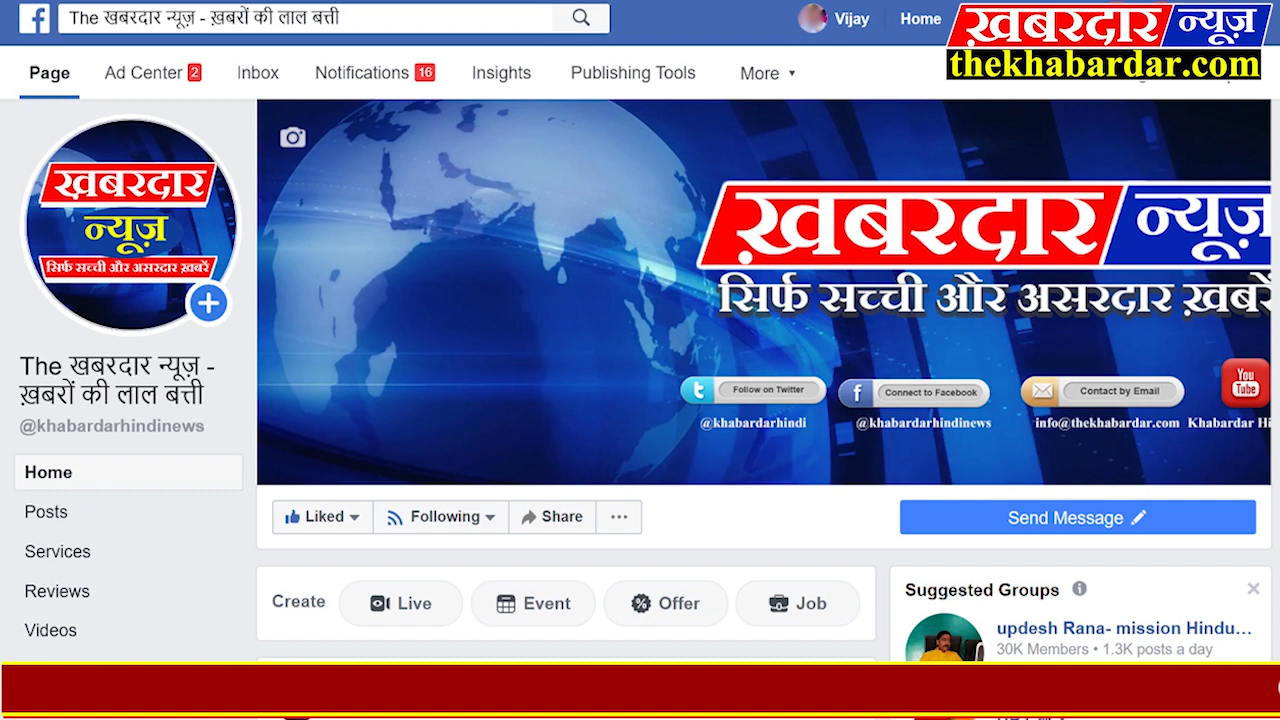 The खबरदार न्यूज़ - ख़बरों की लाल बत्ती
Vijay
Home
ख़बरदार न्यूज़
thekhabardar.com
Page
Ad Center 2
Inbox
Notifications 16
Insights
Publishing Tools
More
ख़बरदार
न्यूज़
सिर्फ सच्ची और असरदार ख़बरें
ख़बरदार न्यूज़
सिर्फ सच्ची और असरदार ख़बरें
Follow on Twitter
Connect to Facebook
Contact by Email
You
Tube
@khabardarhindi
@khabardarhindinews
info@thekhabardar.com
Khabardar Hi
The खबरदार न्यूज़ -
ख़बरों की लाल बत्ती
@khabardarhindinews
Home
Posts
Services
Reviews
Videos
Liked
Following
Share
Send Message
Create
Live
Event
Offer
Job
Suggested Groups
updesh Rana- mission Hindu...
30K Members • 1.3K posts a day